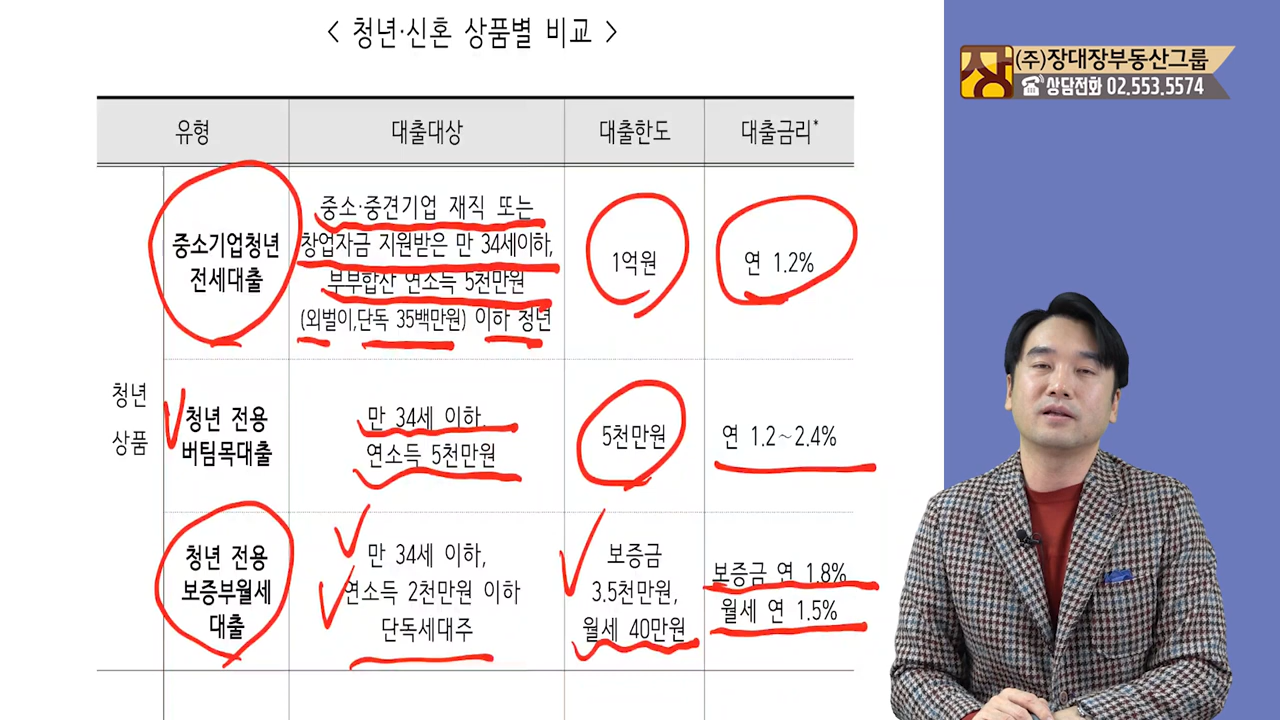 < 청년·신혼 상품별 비교 >
(주)장대장부동산그룹
상담전화 02.553.5574
장
유형 대출대상 대출한도 대출금리*
청년
상품
중소기업청년
전세대출
중소·중견기업 재직 또는
창업자금 지원받은 만 34세이하,
부부합산 연소득 5천만원
(외벌이,단독 35백만원) 이하 청년
1억원
연 1.2%
청년 전용
버팀목대출
만 34세 이하.
연소득 5천만원
5천만원
연 1.2~2.4%
청년 전용
보증부월세
대출
만 34세 이하,
연소득 2천만원 이하
단독세대주
보증금
3.5천만원,
월세 40만원
보증금 연 1.8%
월세 연 1.5%